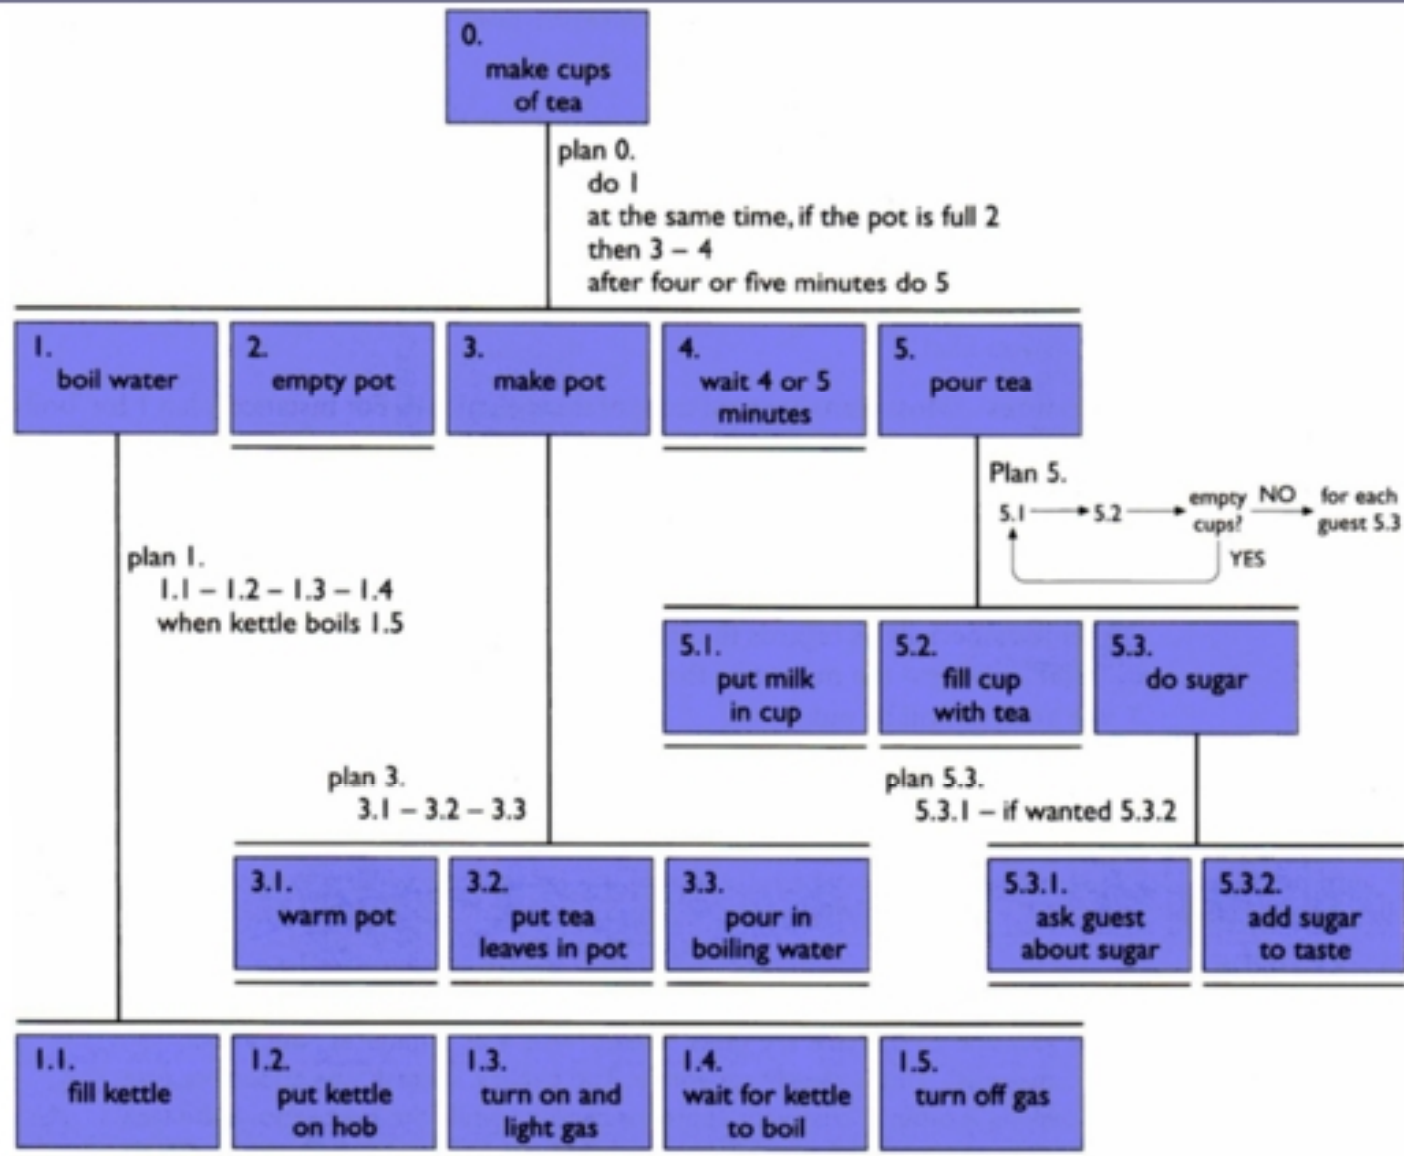 0.
make cups
of tea
plan 0.
do 1
at the same time, if the pot is full 2
then 3 – 4
after four or five minutes do 5
1.
boil water
2.
empty pot
3.
make pot
4.
wait 4 or 5
minutes
5.
pour tea
Plan 5.
5.1
5.2
empty
cups?
NO
for each
guest 5.3
YES
plan 1.
1.1 – 1.2 – 1.3 – 1.4
when kettle boils 1.5
5.1.
put milk
in cup
5.2.
fill cup
with tea
5.3.
do sugar
plan 3.
3.1 – 3.2 – 3.3
plan 5.3.
5.3.1 – if wanted 5.3.2
3.1.
warm pot
3.2.
put tea
leaves in pot
3.3.
pour in
boiling water
5.3.1.
ask guest
about sugar
5.3.2.
add sugar
to taste
1.1.
fill kettle
1.2.
put kettle
on hob
1.3.
turn on and
light gas
1.4.
wait for kettle
to boil
1.5.
turn off gas